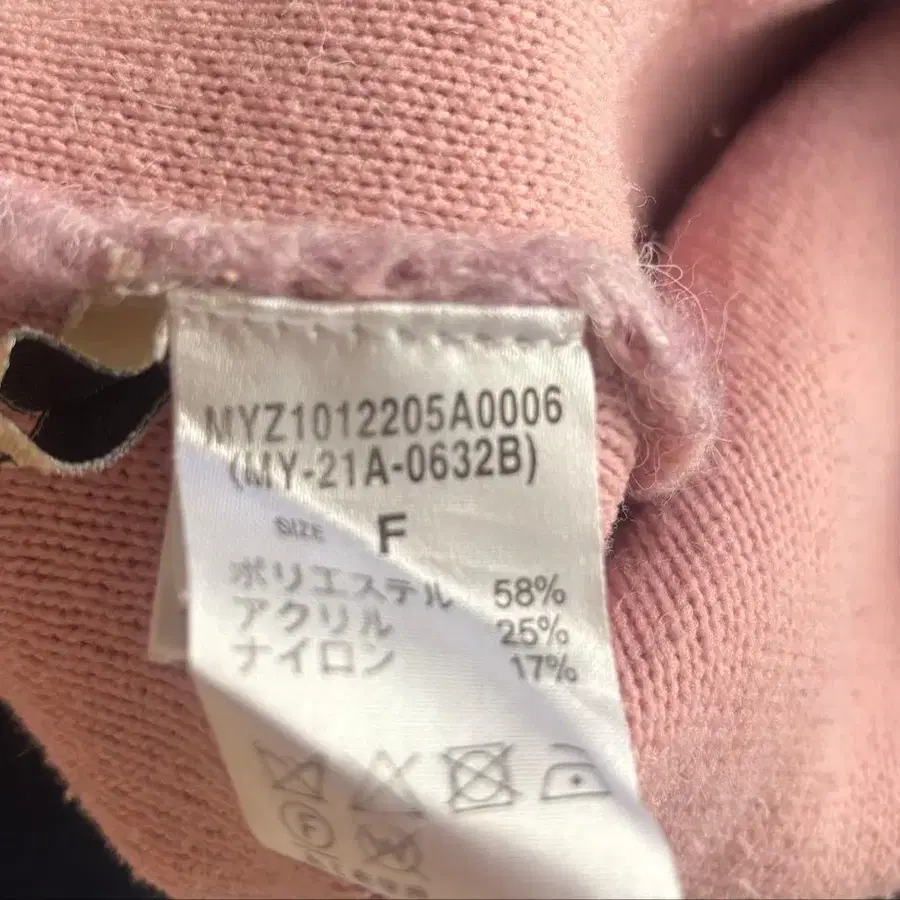 MYZ1012205A0006
(MY-21A-0632B)
SIZE F
ポリエステル 58%
アクリル 25%
ナイロン 17%
F
W